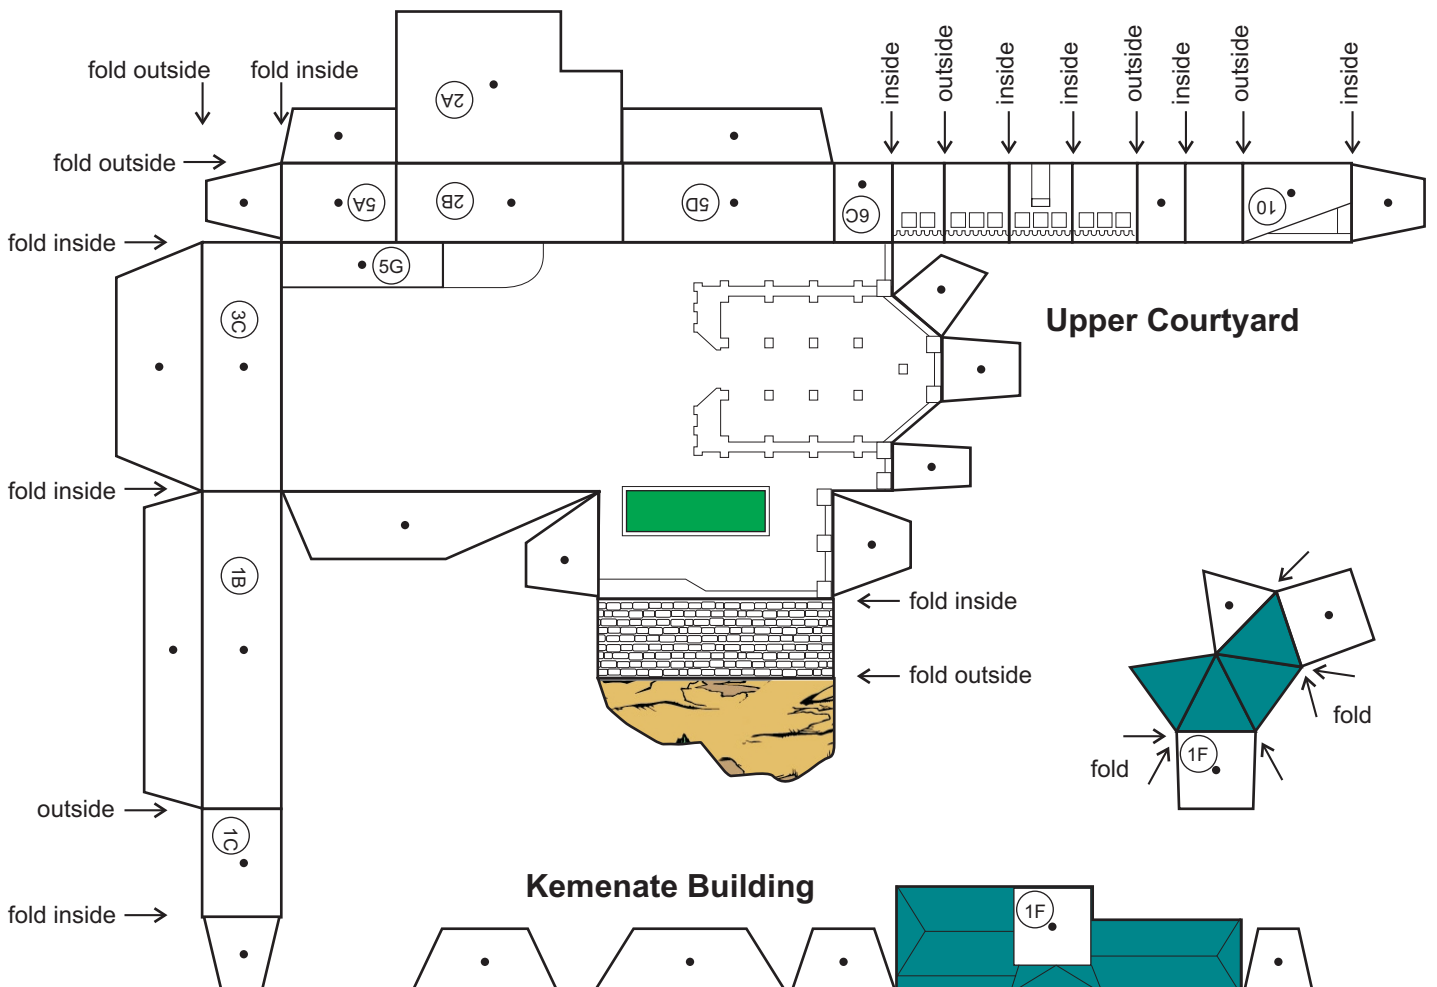 inside
outside
inside
inside
outside
inside
outside
inside
fold outside
fold inside
2A
fold outside
5A
2B
5D
6C
10
fold inside
5G
3C
Upper Courtyard
fold inside
1B
fold inside
fold outside
fold
1F
fold
outside
1C
Kemenate Building
1F
fold inside